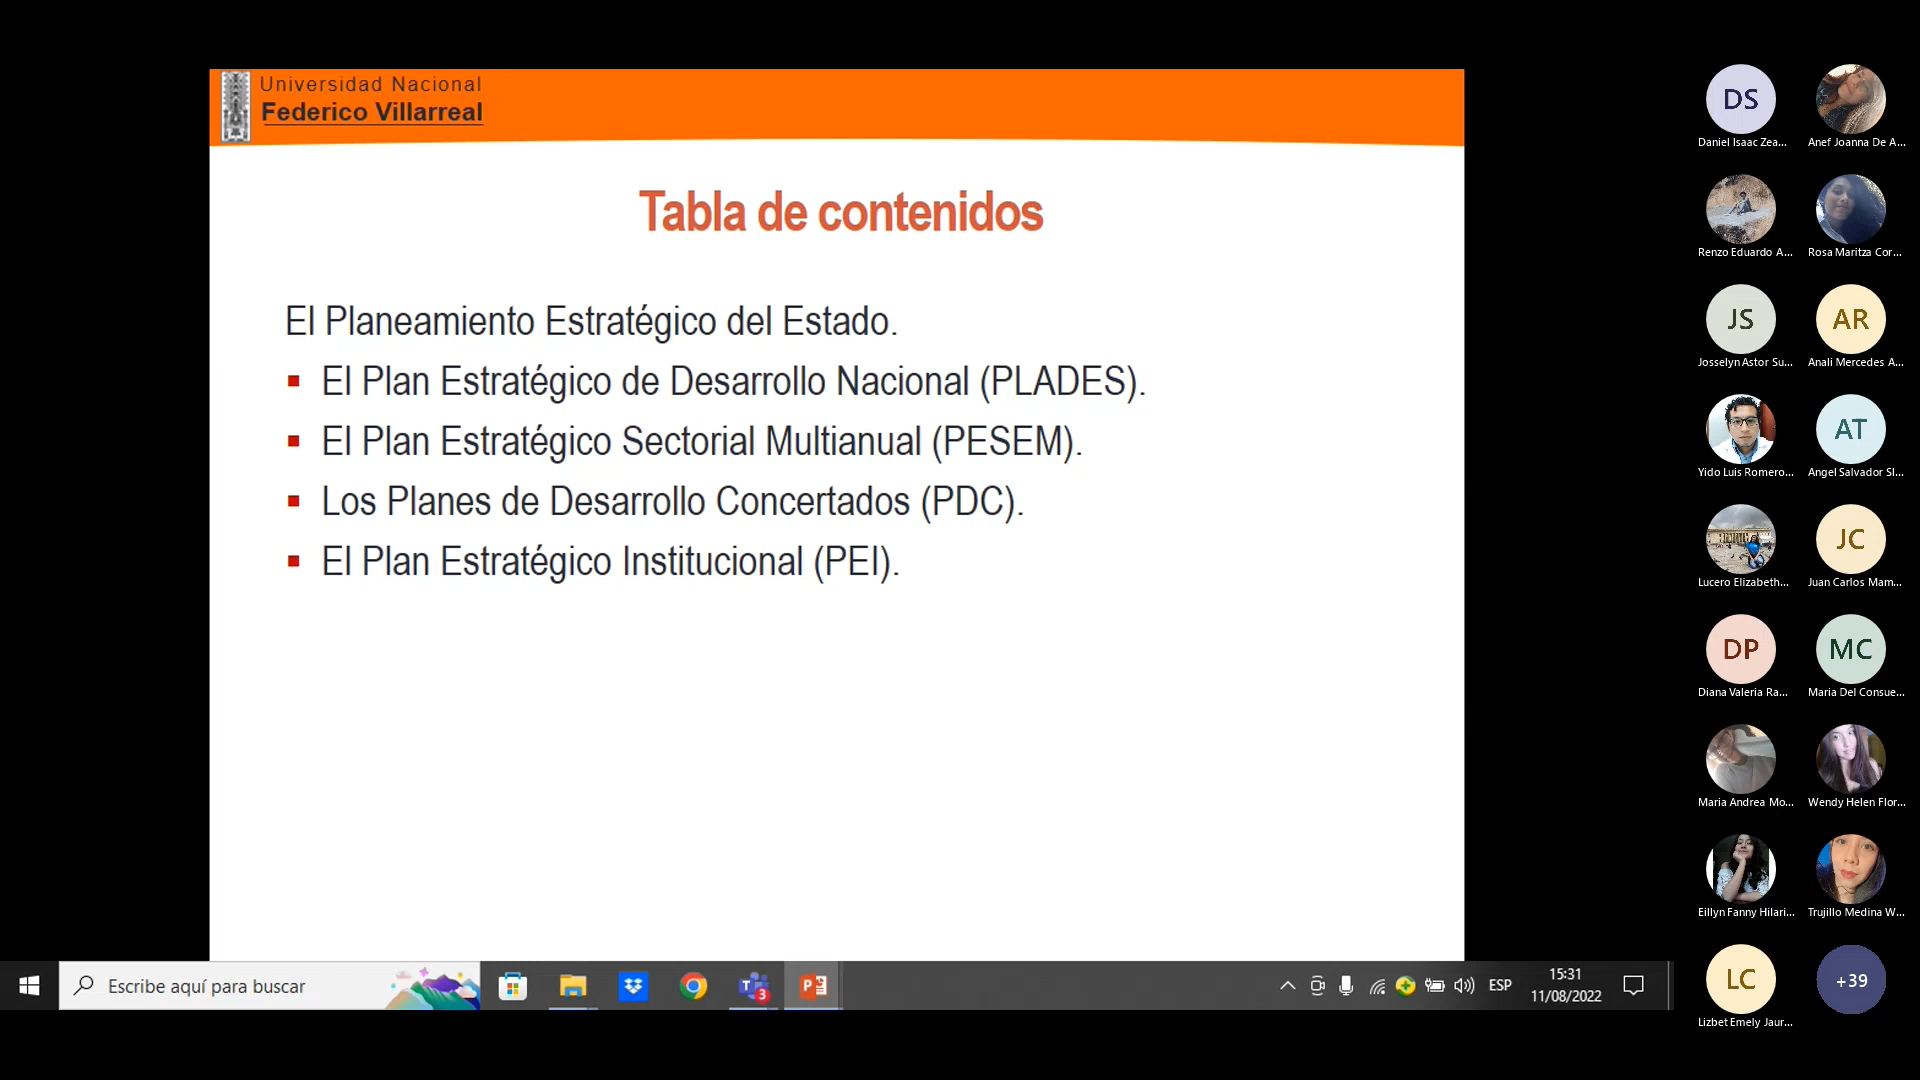 Universidad Nacional
Federico Villarreal
Tabla de contenidos
El Planeamiento Estratégico del Estado.
▪ El Plan Estratégico de Desarrollo Nacional (PLADES).
▪ El Plan Estratégico Sectorial Multianual (PESEM).
▪ Los Planes de Desarrollo Concertados (PDC).
▪ El Plan Estratégico Institucional (PEI).
Escribe aquí para buscar
3
ESP
15:31
11/08/2022
DS
Daniel Isaac Zea...
Anef Joanna De A...
Renzo Eduardo A...
Rosa Maritza Cor...
JS
Josselyn Astor Su...
AR
Anali Mercedes A...
Yido Luis Romero...
AT
Angel Salvador Sl...
Lucero Elizabeth...
JC
Juan Carlos Mam...
DP
Diana Valeria Ra...
MC
Maria Del Consue...
Maria Andrea Mo...
Wendy Helen Flor...
Eillyn Fanny Hilari...
Trujillo Medina W...
LC
Lizbet Emely Jaur...
+39